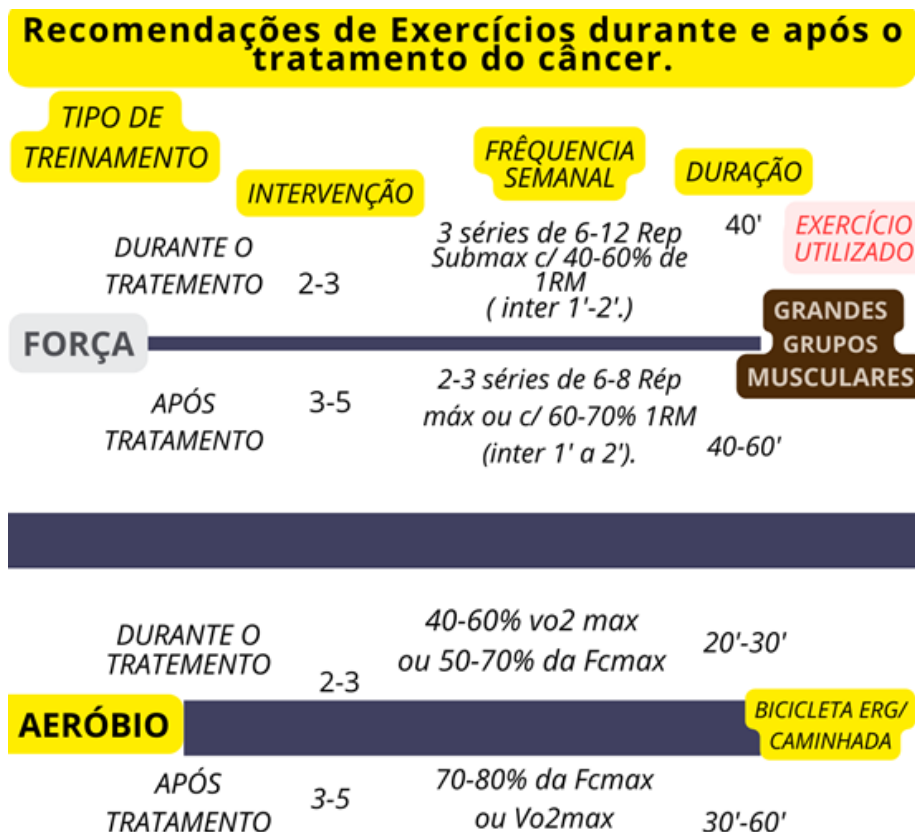 Recomendações de Exercícios durante e após o
tratamento do câncer.
TIPO DE
TREINAMENTO
INTERVENÇÃO
FRÊQUENCIA
SEMANAL
DURAÇÃO
EXERCÍCIO
UTILIZADO
DURANTE O
TRATEMENTO
2-3
3 séries de 6-12 Rep
Submax c/ 40-60% de
1RM
( inter 1'-2'.)
40'
FORÇA
GRANDES
GRUPOS
MUSCULARES
APÓS
TRATAMENTO
3-5
2-3 séries de 6-8 Rép
máx ou c/ 60-70% 1RM
(inter 1' a 2').
40-60'
DURANTE O
TRATEMENTO
2-3
40-60% vo2 max
ou 50-70% da Fcmax
20'-30'
AERÓBIO
BICICLETA ERG/
CAMINHADA
APÓS
TRATAMENTO
3-5
70-80% da Fcmax
ou Vo2max
30'-60'